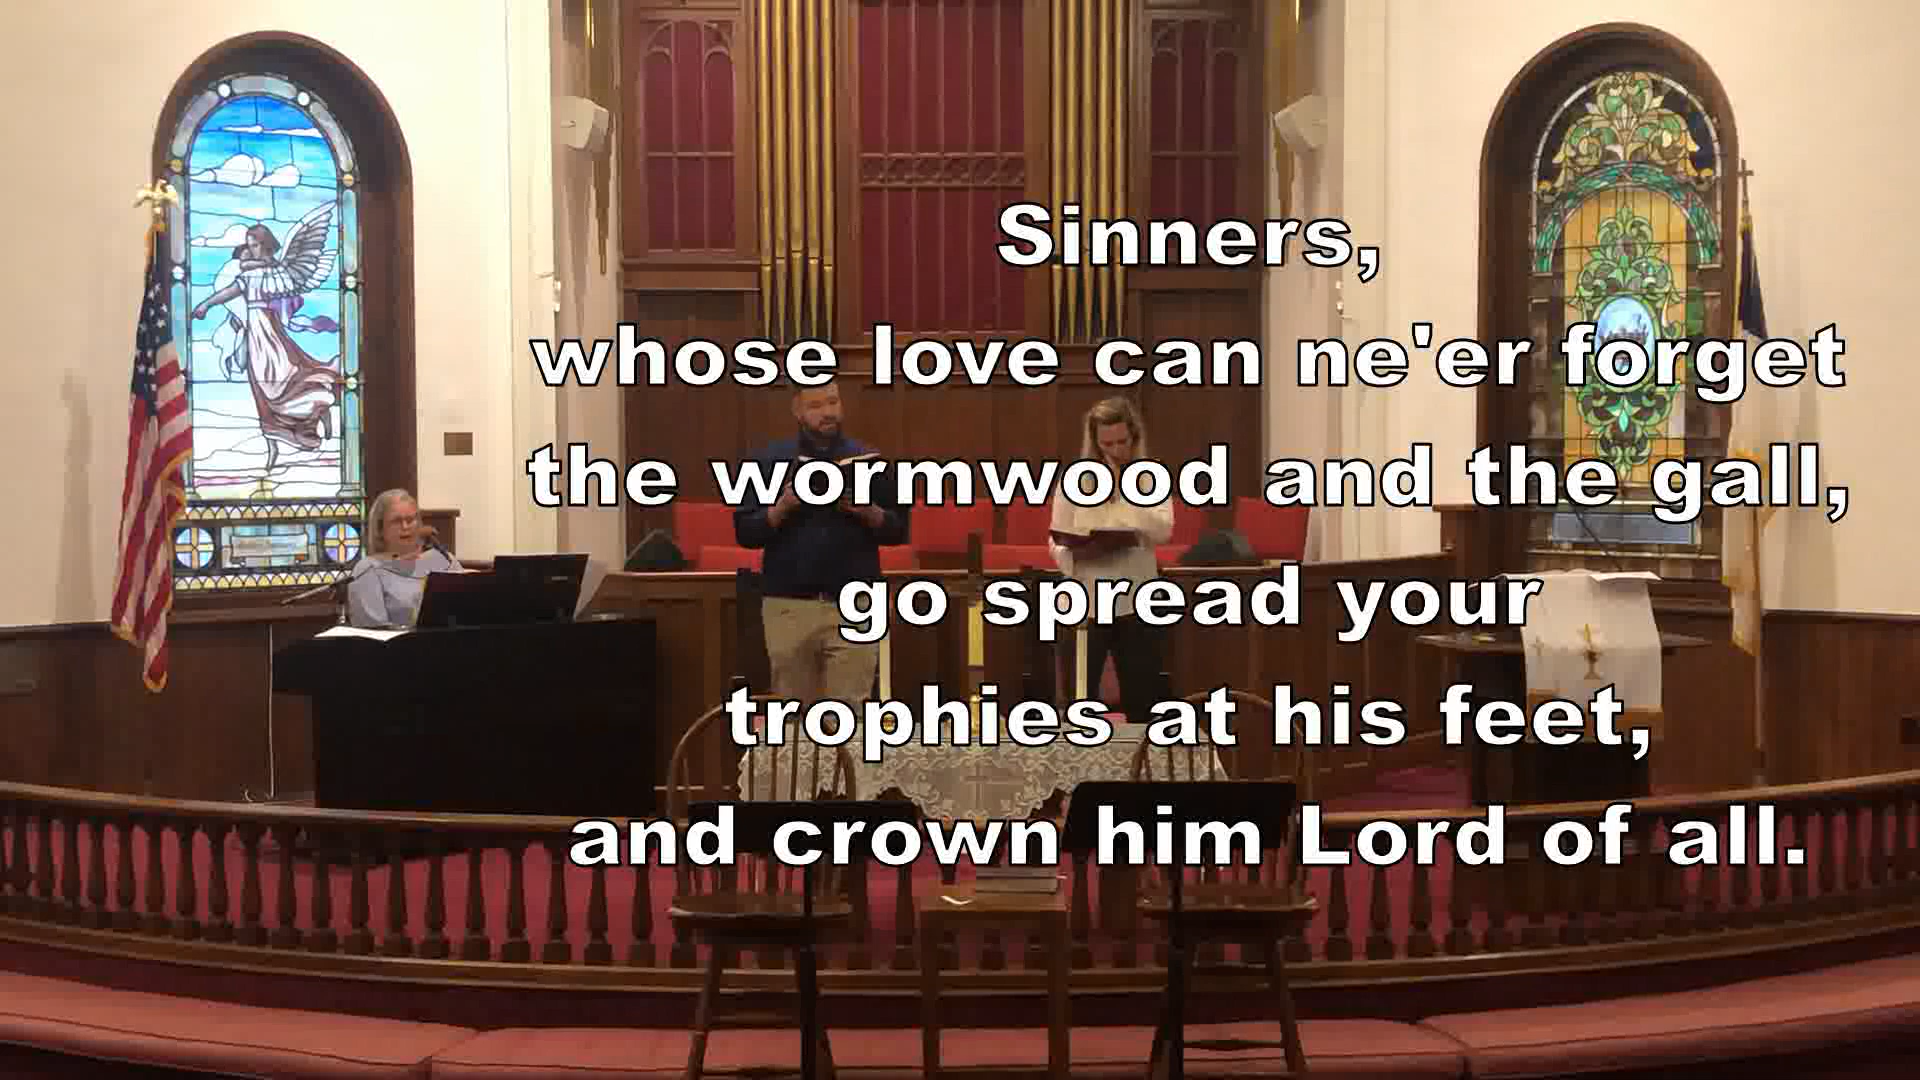 Sinners,
whose love can ne'er forget
the wormwood and the gall,
go spread your
trophies at his feet,
and crown him Lord of all.